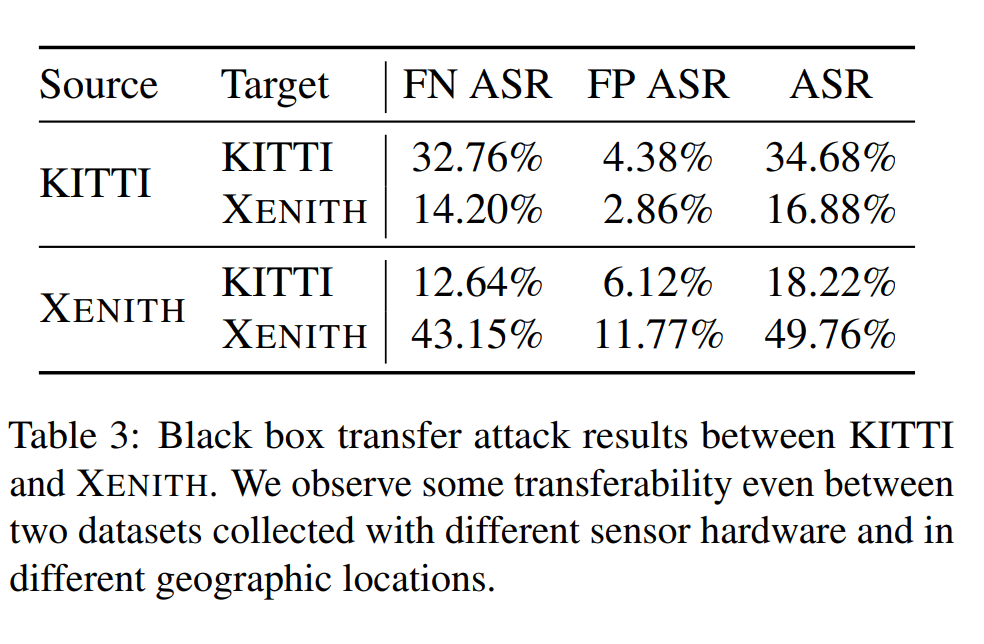 Source Target FN ASR FP ASR ASR
KITTI KITTI 32.76% 4.38% 34.68%
XENITH 14.20% 2.86% 16.88%
XENITH KITTI 12.64% 6.12% 18.22%
XENITH 43.15% 11.77% 49.76%
Table 3: Black box transfer attack results between KITTI
and XENITH. We observe some transferability even between
two datasets collected with different sensor hardware and in
different geographic locations.